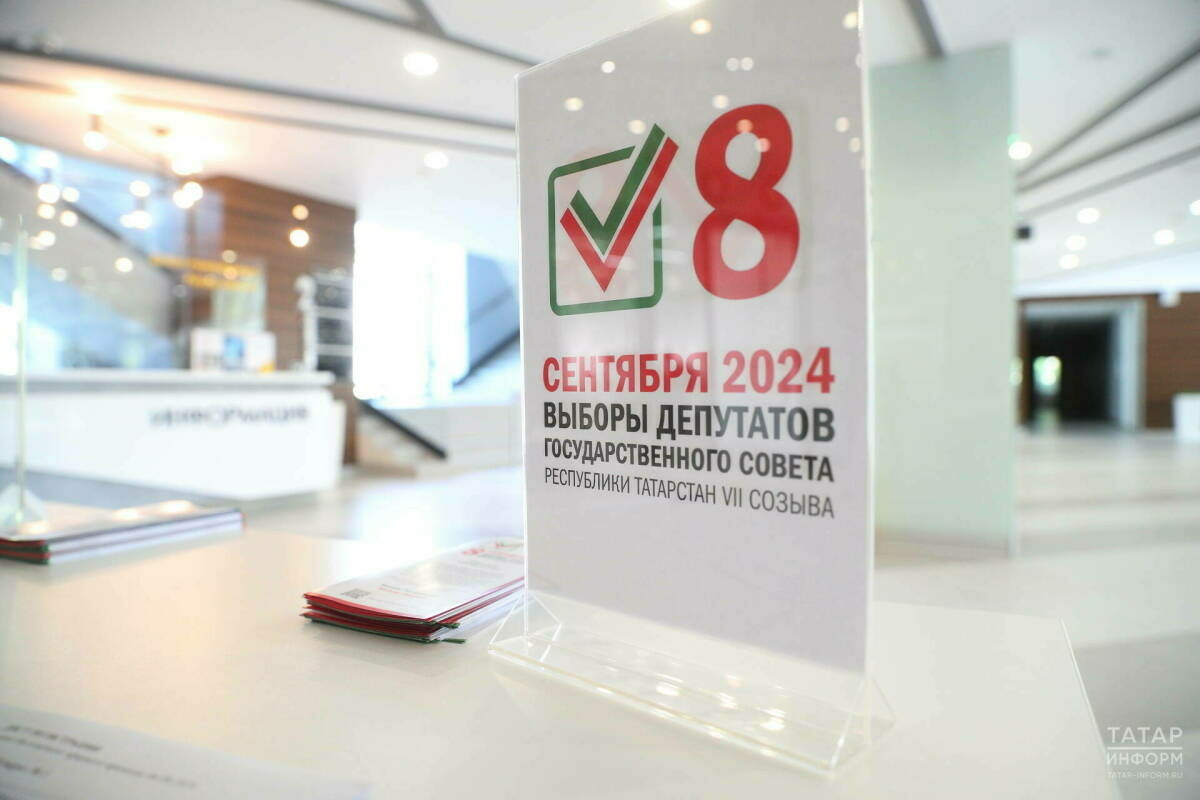 8
СЕНТЯБРЯ 2024
ВЫБОРЫ ДЕПУТАТОВ
ГОСУДАРСТВЕННОГО СОВЕТА
РЕСПУБЛИКИ ТАТАРСТАН VII СОЗЫВА
ИНФОРМАЦИЯ
ТАТАР
ИНФОРМ
TATAR-INFORM.RU